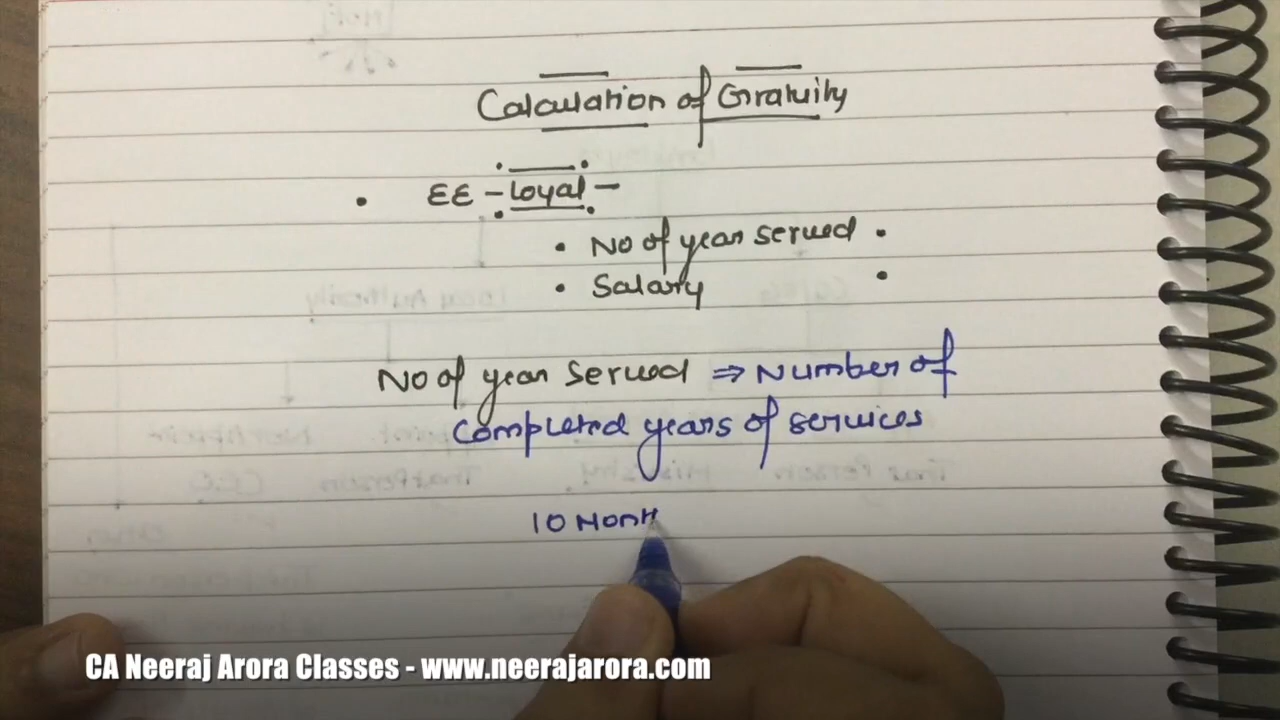 Calculation of Gratuity
• EE - Loyal -
• No of year served •
• Salary •
No of year served ⇒ Number of
completed years of services
10 Month
CA Neeraj Arora Classes - www.neerajarora.com